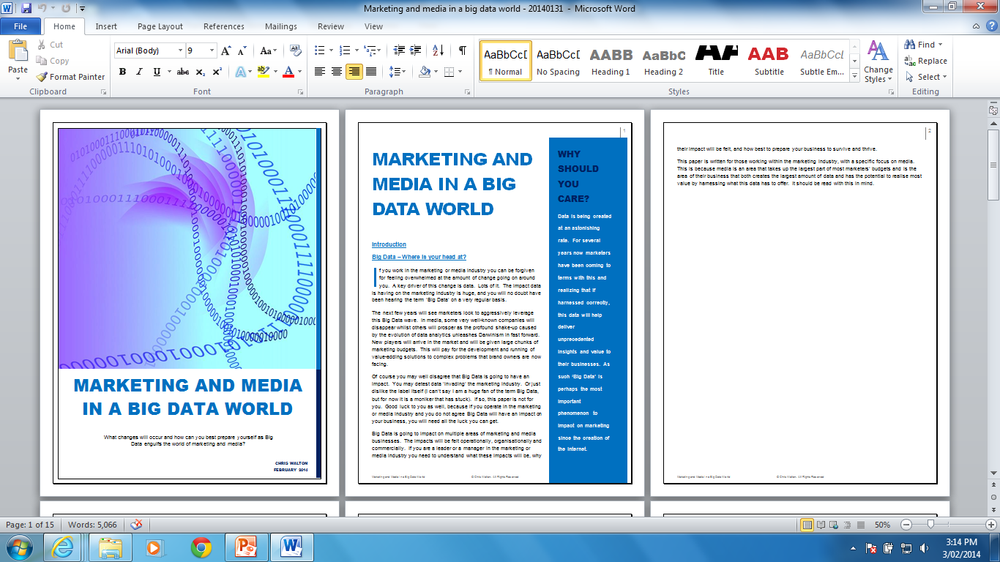 Marketing and media in a big data world - 20140131 - Microsoft Word
File Home Insert Page Layout References Mailings Review View
Paste
Cut
Copy
Format Painter
Clipboard
Arial (Body) 9
Font
Paragraph
AaBbCcD AaBbCcD AABB AaBbC AA AAB AaBbCcL
¶ Normal No Spacing Heading 1 Heading 2 Title Subtitle Subtle Em...
Styles
Change
Styles
Find
Replace
Select
Editing
MARKETING AND MEDIA
IN A BIG DATA WORLD
What changes will occur and how can you best prepare yourself as Big
Data engulfs the world of marketing and media?
CHRIS WALTON
FEBRUARY 2014
1
MARKETING AND
MEDIA IN A BIG
DATA WORLD
Introduction
Big Data – Where is your head at?
If you work in the marketing or media industry you can be forgiven
for feeling overwhelmed at the amount of change going on around
you. A key driver of this change is data. Lots of it. The impact data
is having on the marketing industry is huge, and you will no doubt have
been hearing the term 'Big Data' on a very regular basis.
The next few years will see marketers look to aggressively leverage
this Big Data wave. In media, some very well-known companies will
disappear whilst others will prosper as the profound shake-up caused
by the evolution of data analytics unleashes Darwinism in fast forward.
New players will arrive in the market and will be given large chunks of
marketing budgets. This will pay for the development and running of
value-adding solutions to complex problems that brand owners are now
facing.
Of course you may well disagree that Big Data is going to have an
impact. You may detest data 'invading' the marketing industry. Or just
dislike the label itself (I can't say I am a huge fan of the term Big Data,
but for now it is a moniker that has stuck). If so, this paper is not for
you. Good luck to you as well, because if you operate in the marketing
or media industry and you do not agree Big Data will have an impact on
your business, you will need all the luck you can get.
Big Data is going to impact on multiple areas of marketing and media
businesses. The impacts will be felt operationally, organisationally and
commercially. If you are a leader or a manager in the marketing or
media industry you need to understand what these impacts will be, why
WHY
SHOULD
YOU
CARE?
Data is being created
at an astonishing
rate. For several
years now marketers
have been coming to
terms with this and
realizing that if
harnessed correctly,
this data will help
deliver
unprecedented
insights and value to
their businesses. As
such 'Big Data' is
perhaps the most
important
phenomenon to
impact on marketing
since the creation of
the internet.
Marketing and Media in a Big Data World © Chris Walton. All Rights Reserved
2
their impact will be felt, and how best to prepare your business to survive and thrive.
This paper is written for those working within the marketing industry, with a specific focus on media.
This is because media is an area that takes up the largest part of most marketers' budgets and is the
area of their business that both creates the largest amount of data and has the potential to realise most
value by harnessing what this data has to offer. It should be read with this in mind.
Marketing and Media in a Big Data World © Chris Walton. All Rights Reserved
Page: 1 of 15 Words: 5,066 50%
3:14 PM
3/02/2014